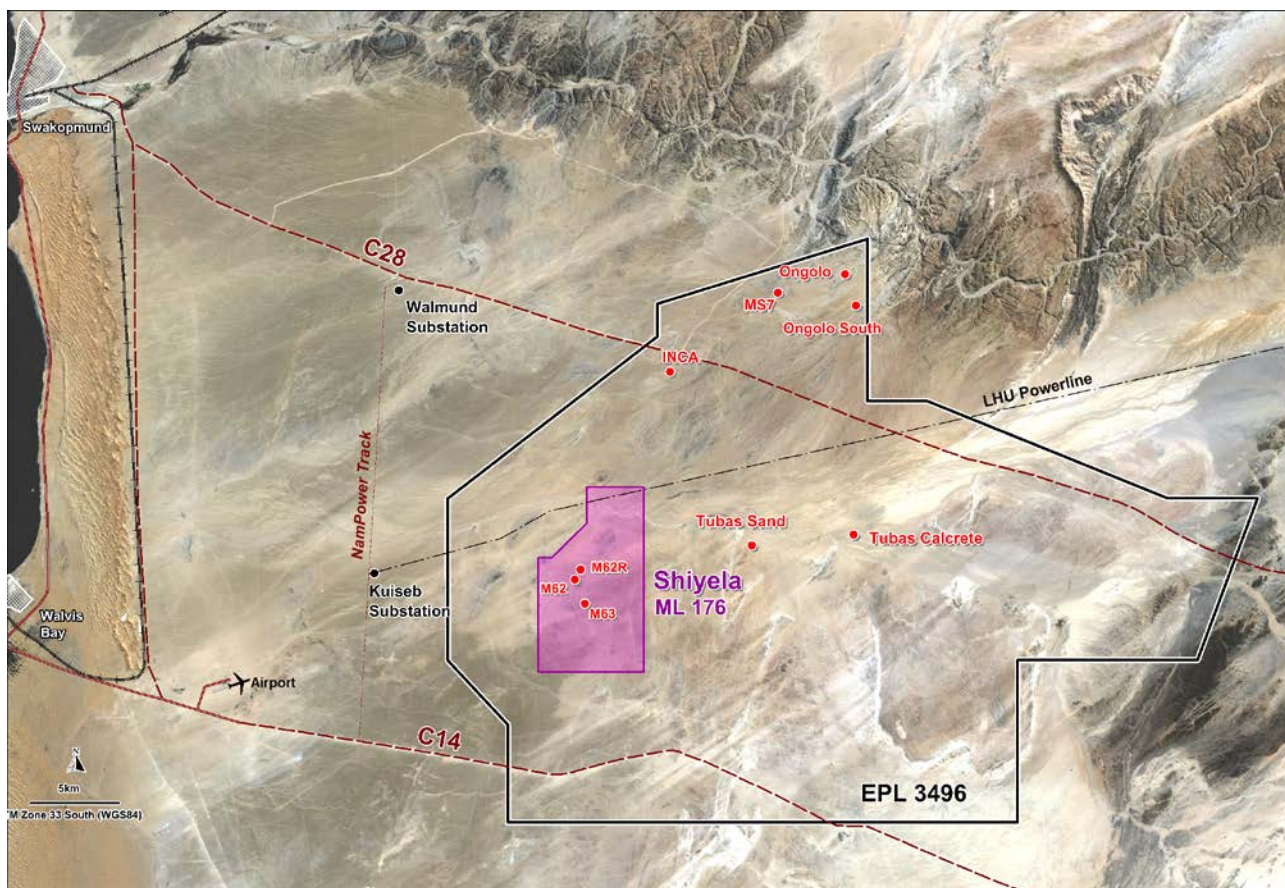 Swakopmund
C28
Walmund
Substation
Ongolo
MS7
Ongolo South
INCA
LHU Powerline
NamPower Track
Tubas Sand
Tubas Calcrete
M62R
M62
M63
Shiyela
ML 176
Kuiseb
Substation
Walvis
Bay
Airport
C14
EPL 3496
N
5km
TM Zone 33 South (WGS84)